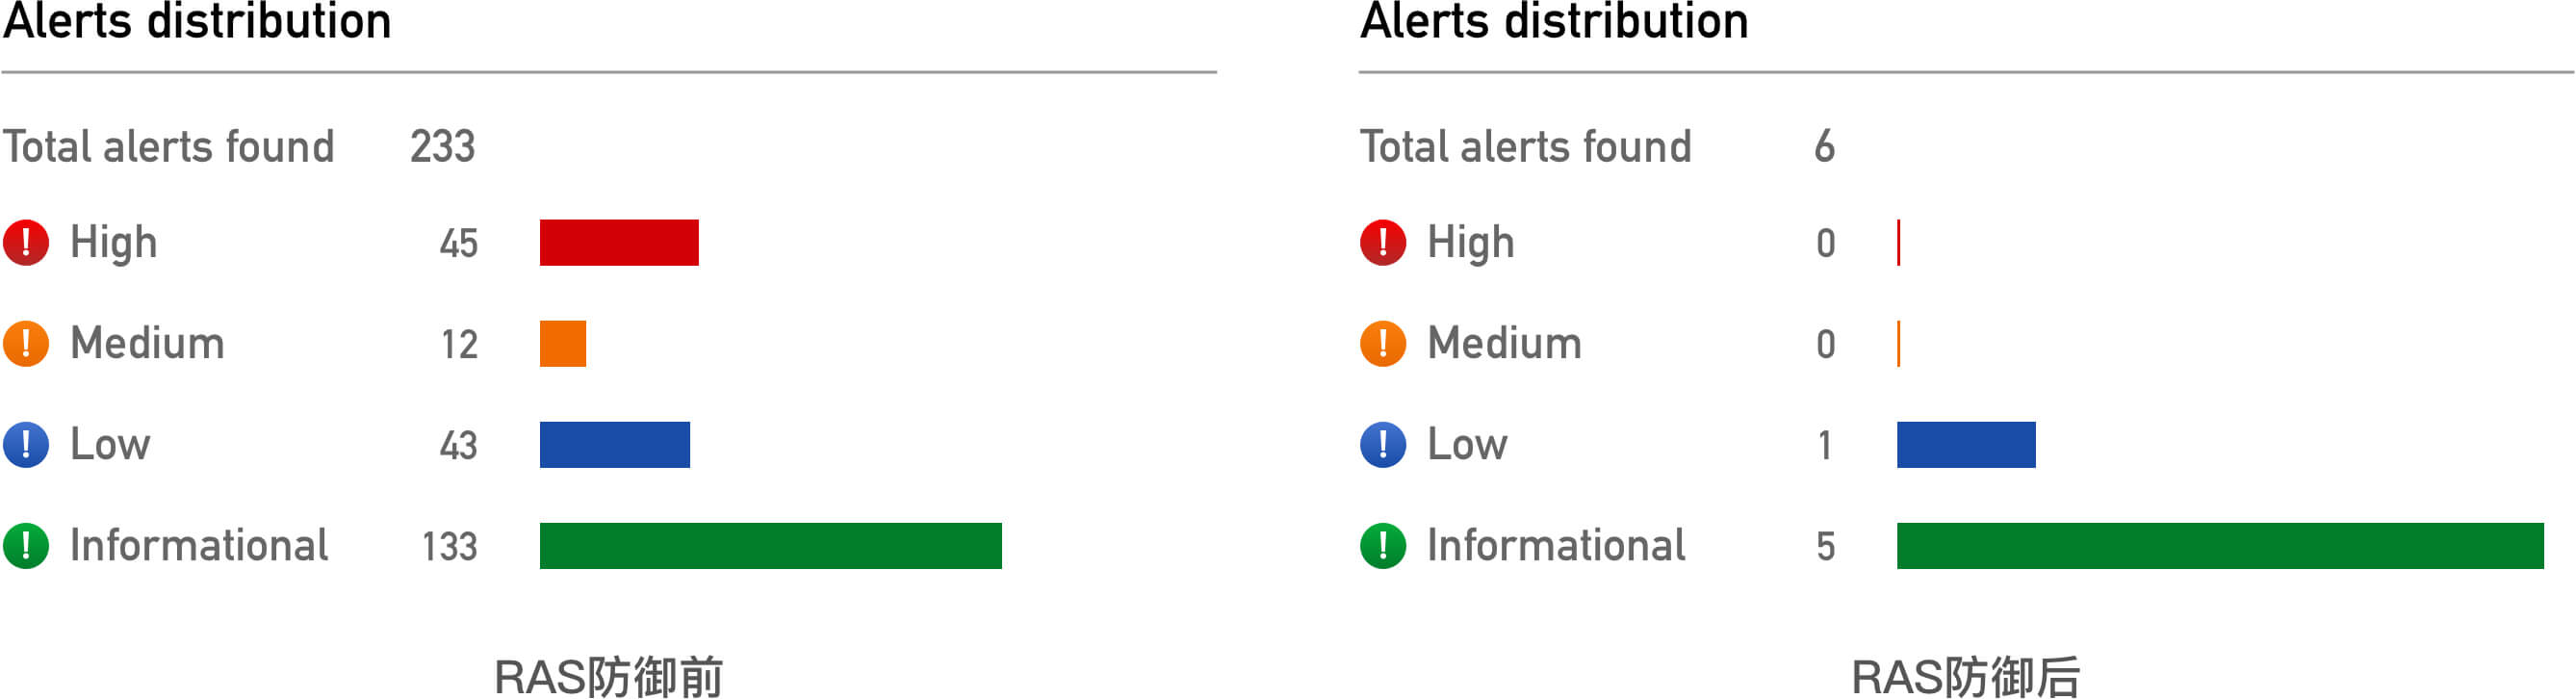 Alerts distribution
Total alerts found 233
! High 45
! Medium 12
! Low 43
! Informational 133
RAS防御前
Alerts distribution
Total alerts found 6
! High 0
! Medium 0
! Low 1
! Informational 5
RAS防御后